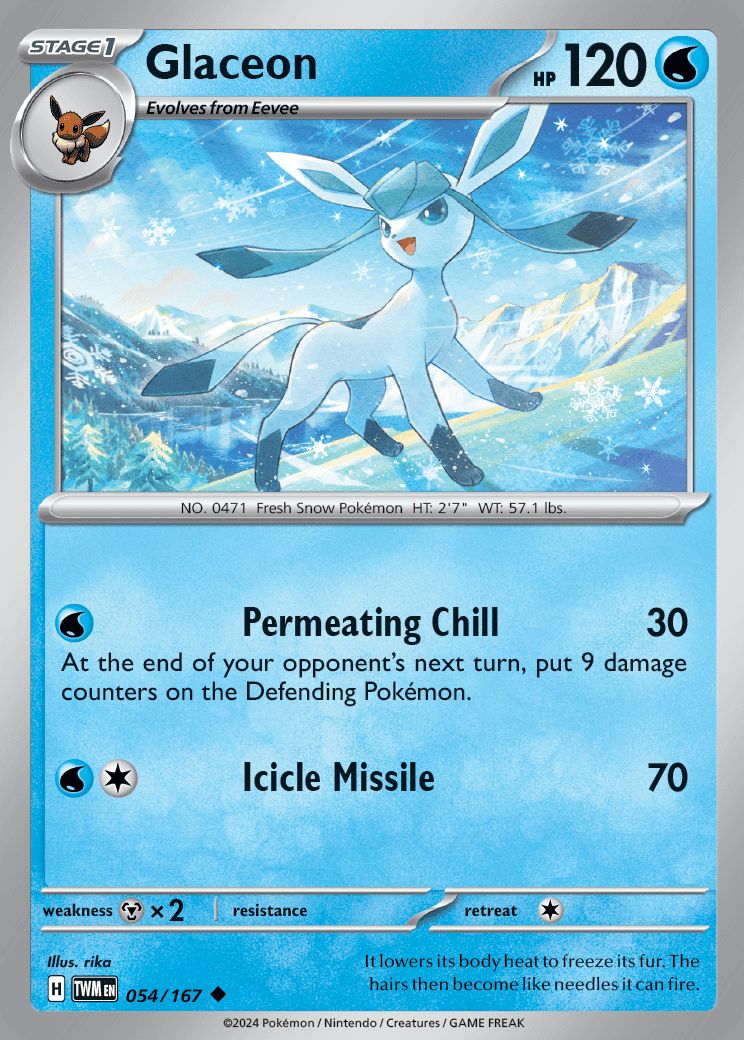 STAGE1
Glaceon
HP 120
Evolves from Eevee
NO. 0471 Fresh Snow Pokémon HT: 2'7" WT: 57.1 lbs.
Permeating Chill 30
At the end of your opponent's next turn, put 9 damage
counters on the Defending Pokémon.
Icicle Missile 70
weakness ×2 resistance retreat
Illus. rika
It lowers its body heat to freeze its fur. The
hairs then become like needles it can fire.
H TWM EN 054/167
©2024 Pokémon / Nintendo / Creatures / GAME FREAK